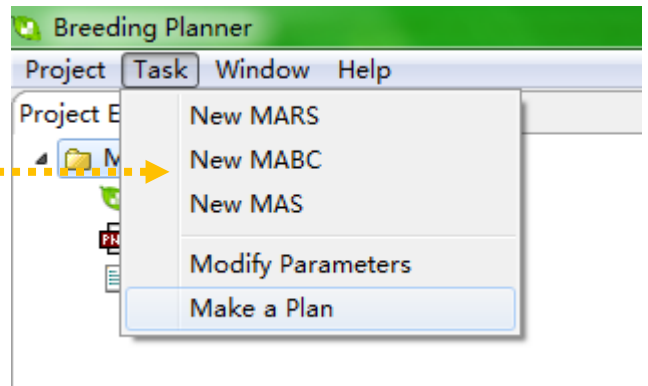 Breeding Planner
Project Task Window Help
Project E
New MARS
M
New MABC
New MAS
Modify Parameters
Make a Plan